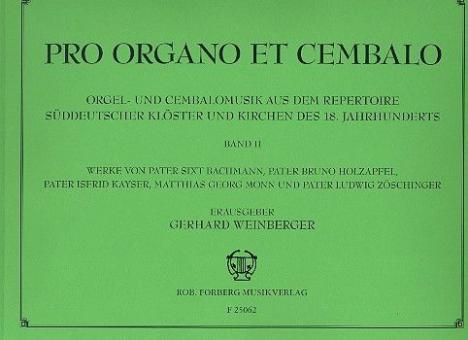 PRO ORGANO ET CEMBALO
ORGEL- UND CEMBALOMUSIK AUS DEM REPERTOIRE
SÜDDEUTSCHER KLÖSTER UND KIRCHEN DES 18. JAHRHUNDERTS
BAND II
WERKE VON PATER SIXT BACHMANN, PATER BRUNO HOLZAPFEL,
PATER ISFRID KAYSER, MATTHIAS GEORG MONN UND PATER LUDWIG ZÖSCHINGER
ERAUSGEBER
GERHARD WEINBERGER
ROB. FORBERG MUSIKVERLAG
F 25062